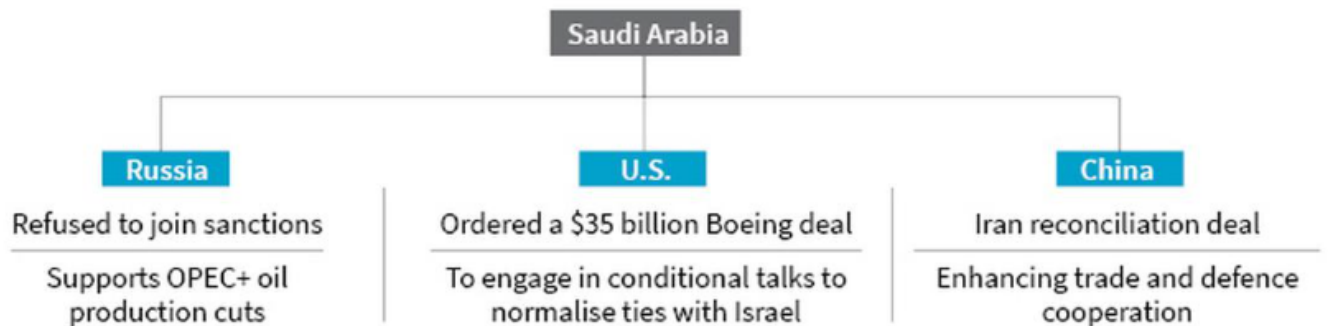 Saudi Arabia
Russia
Refused to join sanctions
Supports OPEC+ oil
production cuts
U.S.
Ordered a $35 billion Boeing deal
To engage in conditional talks to
normalise ties with Israel
China
Iran reconciliation deal
Enhancing trade and defence
cooperation